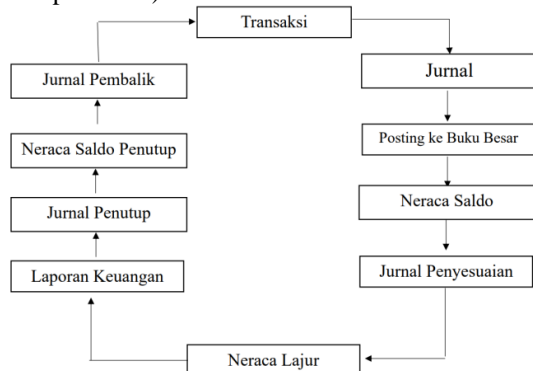 Transaksi
Jurnal
Posting ke Buku Besar
Neraca Saldo
Jurnal Penyesuaian
Neraca Lajur
Laporan Keuangan
Jurnal Penutup
Neraca Saldo Penutup
Jurnal Pembalik